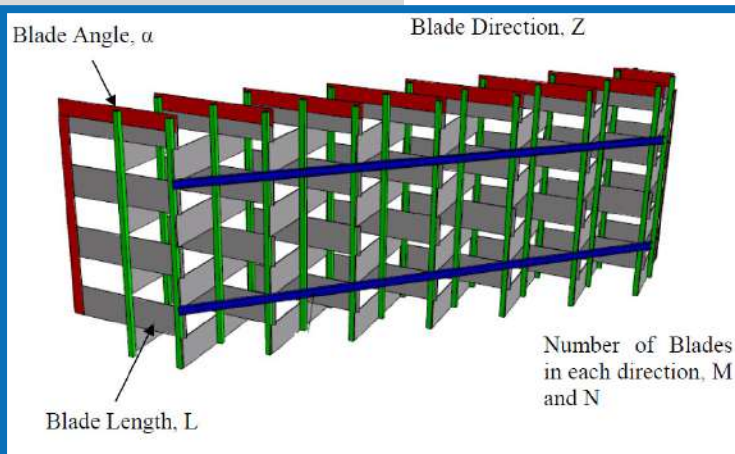 Blade Angle, α
Blade Direction, Z
Number of Blades
in each direction, M
and N
Blade Length, L